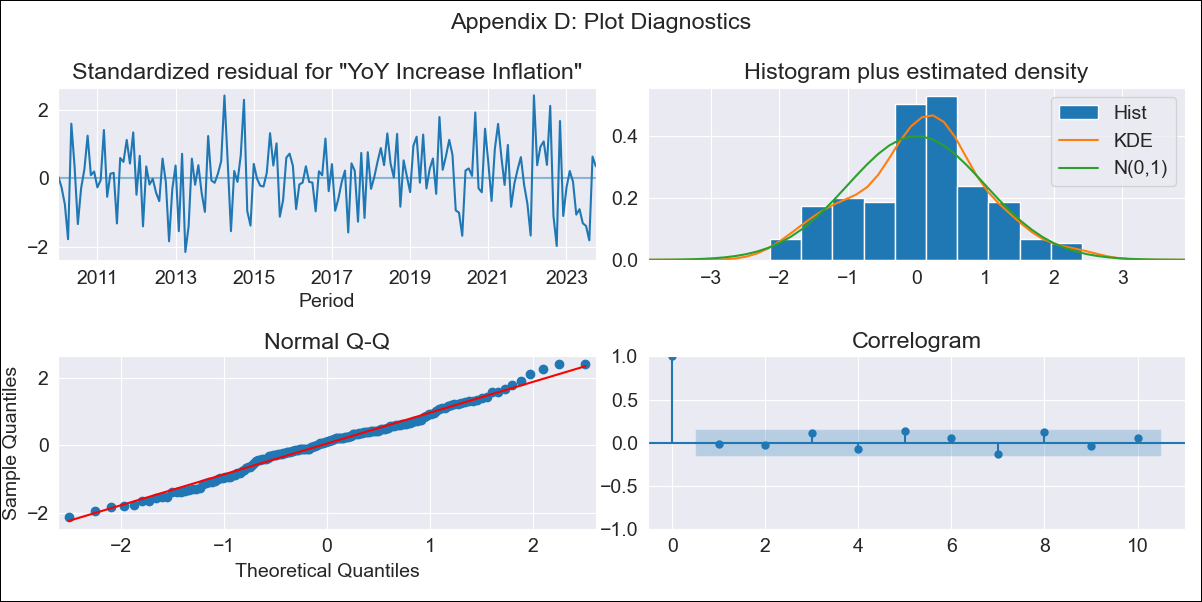 Appendix D: Plot Diagnostics
Standardized residual for "YoY Increase Inflation"
2
0
−2
2011 2013 2015 2017 2019 2021 2023
Period
Histogram plus estimated density
0.4
0.2
0.0
−3 −2 −1 0 1 2 3
Hist
KDE
N(0,1)
Normal Q-Q
Sample Quantiles
2
0
−2
−2 −1 0 1 2
Theoretical Quantiles
Correlogram
1.0
0.5
0.0
−0.5
−1.0
0 2 4 6 8 10